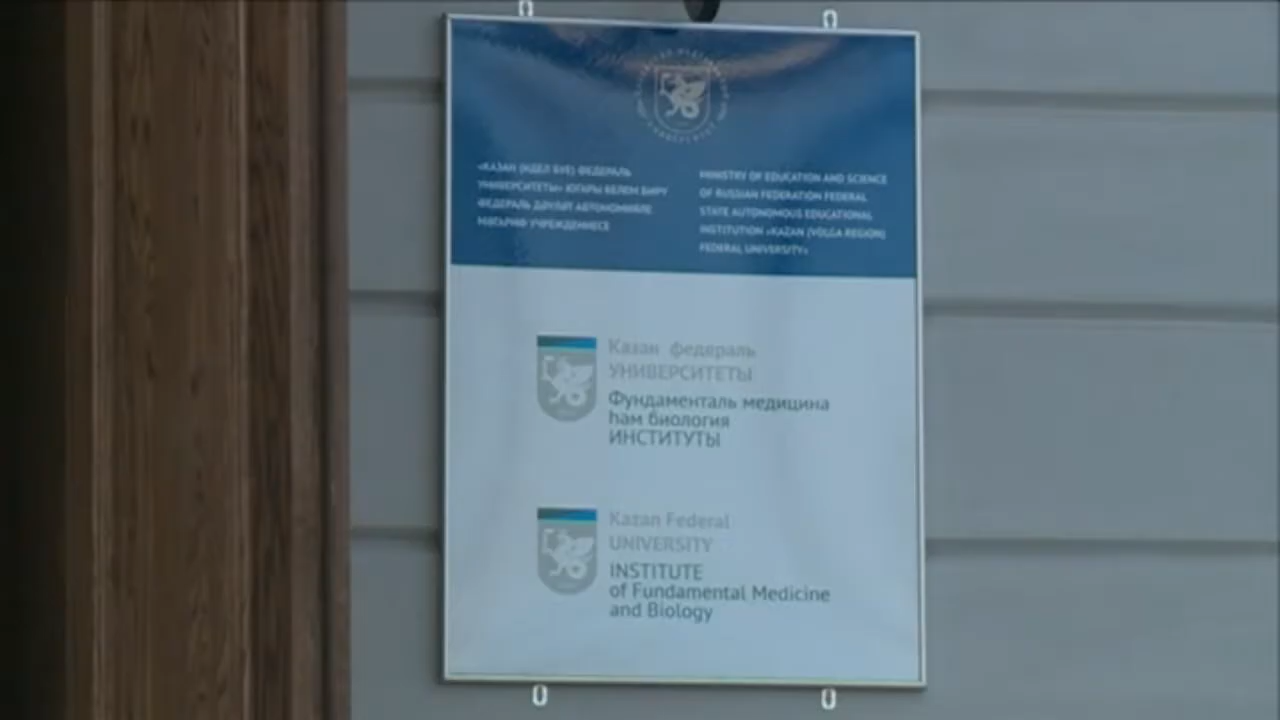 «КАЗАН (ИДЕЛ БУЕ) ФЕДЕРАЛЬ
УНИВЕРСИТЕТЫ» ЮГАРЫ БЕЛЕМ БИРҮ
ФЕДЕРАЛЬ ДӘҮЛӘТ АВТОНОМИЯЛЕ
МӘГАРИФ УЧРЕЖДЕНИЕСЕ
MINISTRY OF EDUCATION AND SCIENCE
OF RUSSIAN FEDERATION FEDERAL
STATE AUTONOMOUS EDUCATIONAL
INSTITUTION «KAZAN (VOLGA REGION)
FEDERAL UNIVERSITY»
Казан федераль
УНИВЕРСИТЕТЫ
Фундаменталь медицина
һәм биология
ИНСТИТУТЫ
Kazan Federal
UNIVERSITY
INSTITUTE
of Fundamental Medicine
and Biology